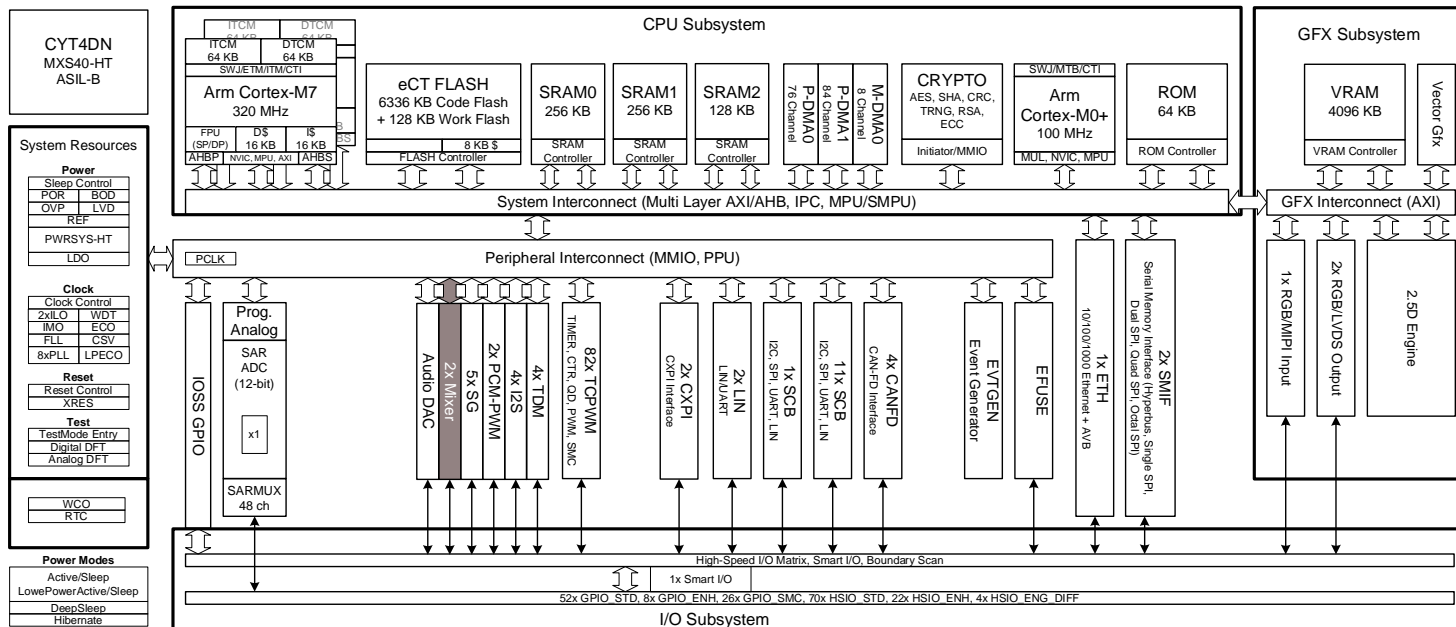 CYT4DN
MXS40-HT
ASIL-B
System Resources
Power
Sleep Control
POR
BOD
OVP
LVD
REF
PWRSYS-HT
LDO
Clock
Clock Control
2xILO
WDT
IMO
ECO
FLL
CSV
8xPLL
LPECO
Reset
Reset Control
XRES
Test
TestMode Entry
Digital DFT
Analog DFT
WCO
RTC
Power Modes
Active/Sleep
LowePowerActive/Sleep
DeepSleep
Hibernate
CPU Subsystem
ITCM
64 KB
DTCM
64 KB
ITCM
64 KB
DTCM
64 KB
SWJ/ETM/ITM/CTI
Arm Cortex-M7
320 MHz
FPU
(SP/DP)
D$
16 KB
I$
16 KB
AHBP
NVIC, MPU, AXI
AHBS
eCT FLASH
6336 KB Code Flash
+ 128 KB Work Flash
8 KB $
FLASH Controller
SRAM0
256 KB
SRAM
Controller
SRAM1
256 KB
SRAM
Controller
SRAM2
128 KB
SRAM
Controller
P-DMA0
76 Channel
P-DMA1
84 Channel
M-DMA0
8 Channel
CRYPTO
AES, SHA, CRC,
TRNG, RSA,
ECC
Initiator/MMIO
SWJ/MTB/CTI
Arm
Cortex-M0+
100 MHz
MUL, NVIC, MPU
ROM
64 KB
ROM Controller
System Interconnect (Multi Layer AXI/AHB, IPC, MPU/SMPU)
GFX Subsystem
VRAM
4096 KB
VRAM Controller
Vector Gfx
GFX Interconnect (AXI)
1x RGB/MIPI Input
2x RGB/LVDS Output
2.5D Engine
PCLK
Peripheral Interconnect (MMIO, PPU)
IOSS GPIO
Prog.
Analog
SAR
ADC
(12-bit)
x1
SARMUX
48 ch
Audio DAC
2x Mixer
5x SG
2x PCM-PWM
4x I2S
4x TDM
82x TCPWM
TIMER, CTR, QD, PWM, SMC
2x CXPI
CXPI Interface
2x LIN
LIN/UART
1x SCB
I2C, SPI, UART, LIN
11x SCB
I2C, SPI, UART, LIN
4x CANFD
CAN-FD Interface
EVTGEN
Event Generator
EFUSE
1x ETH
10/100/1000 Ethernet + AVB
2x SMIF
Serial Memory Interface (Hyperbus, Single SPI,
Dual SPI, Quad SPI, Octal SPI)
High-Speed I/O Matrix, Smart I/O, Boundary Scan
1x Smart I/O
52x GPIO_STD, 8x GPIO_ENH, 26x GPIO_SMC, 70x HSIO_STD, 22x HSIO_ENH, 4x HSIO_ENG_DIFF
I/O Subsystem